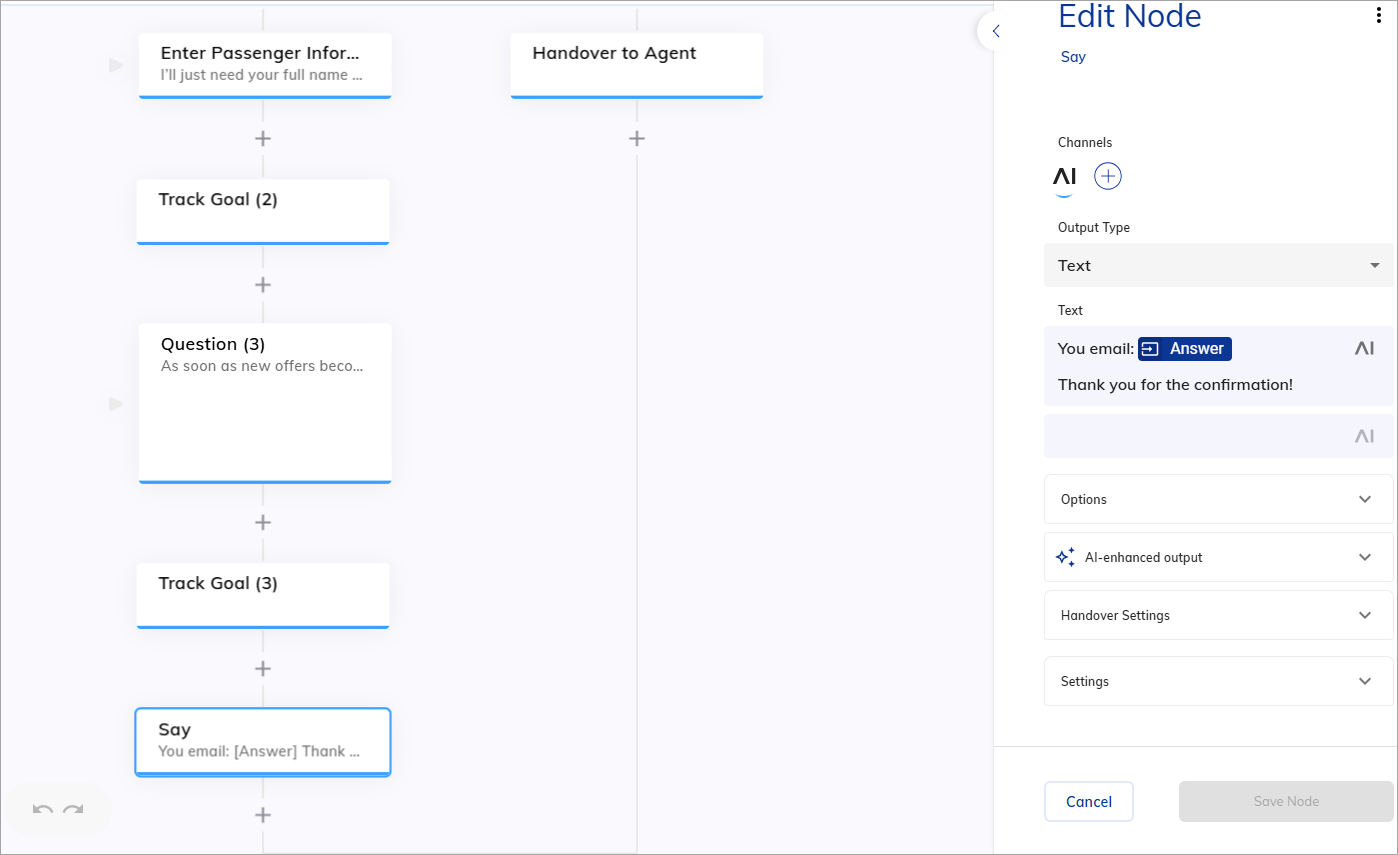 Enter Passenger Infor...
I'll just need your full name ...
Handover to Agent
Track Goal (2)
Question (3)
As soon as new offers beco...
Track Goal (3)
Say
You email: [Answer] Thank ...
Edit Node
Say
Channels
AI
Output Type
Text
Text
You email: Answer
AI
Thank you for the confirmation!
AI
Options
AI-enhanced output
Handover Settings
Settings
Cancel
Save Node